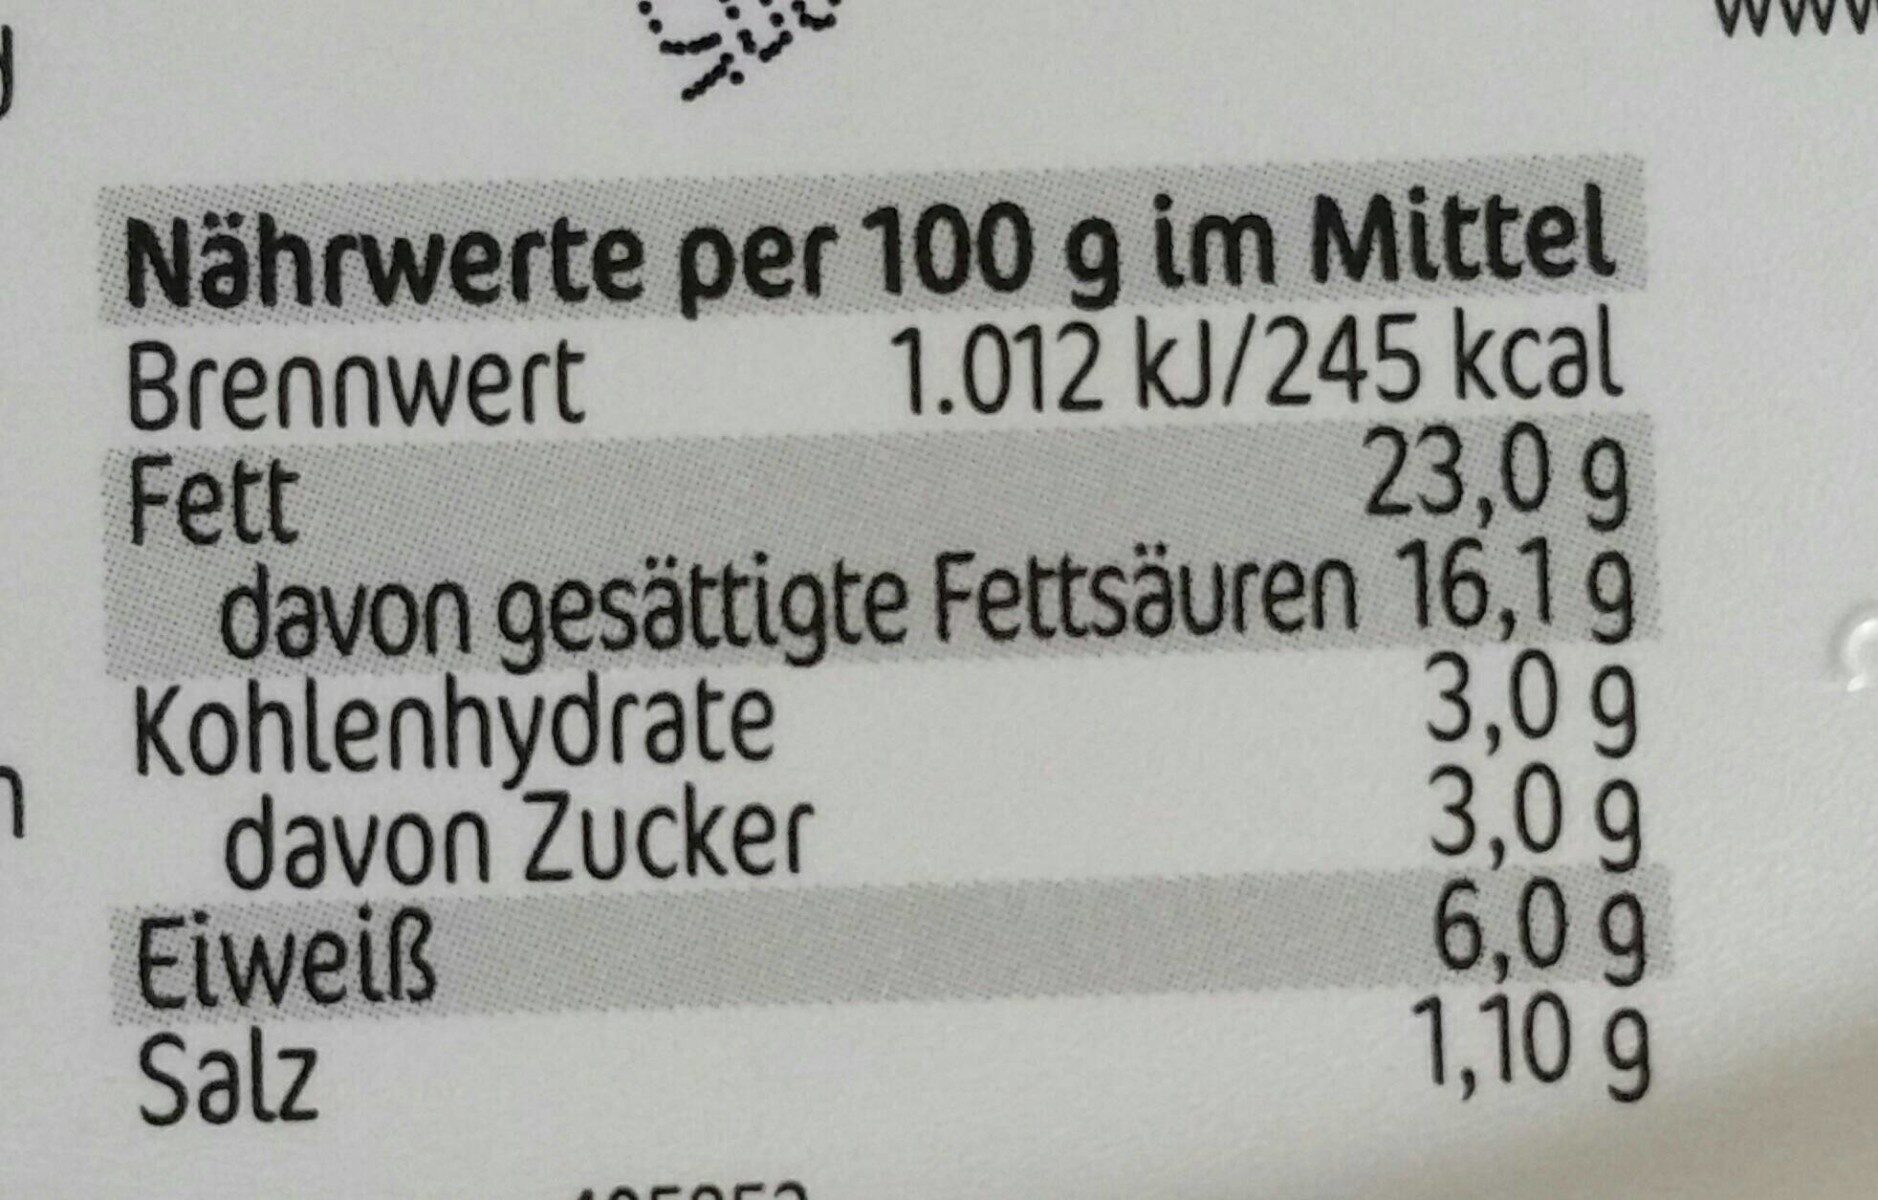 www
Nährwerte per 100 g im Mittel
Brennwert 1.012 kJ/245 kcal
Fett 23,0 g
davon gesättigte Fettsäuren 16,1 g
Kohlenhydrate 3,0 g
davon Zucker 3,0 g
Eiweiß 6,0 g
Salz 1,10 g